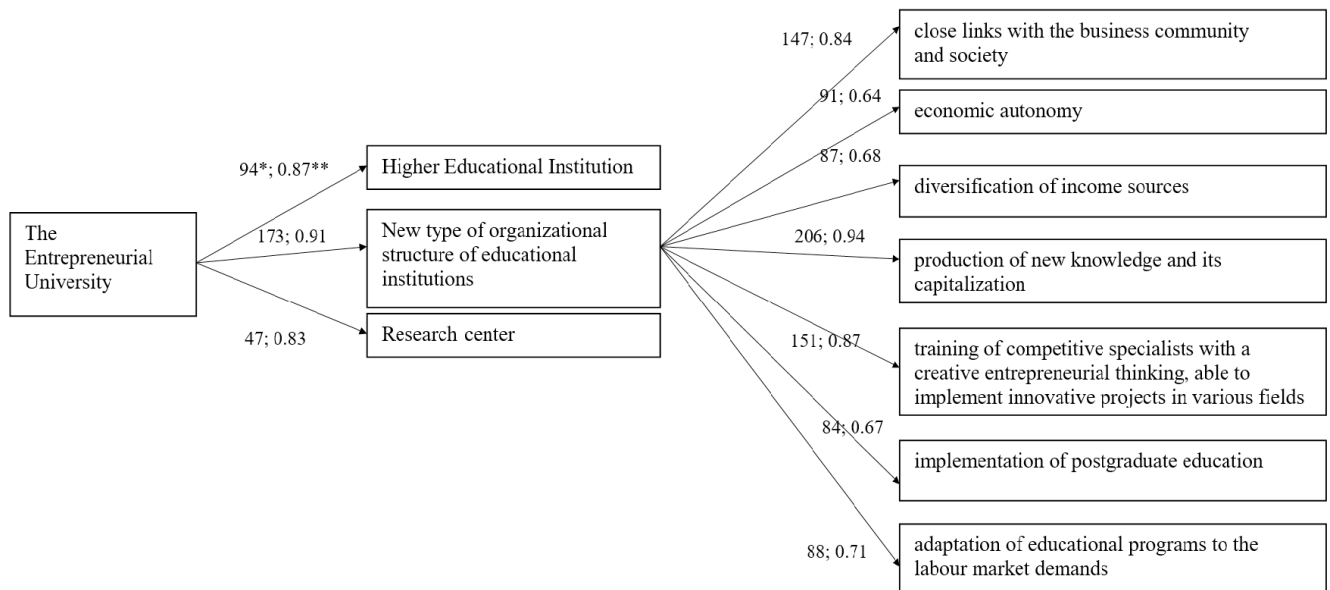 The
Entrepreneurial
University
94*; 0.87**
173; 0.91
47; 0.83
Higher Educational Institution
New type of organizational
structure of educational
institutions
Research center
147; 0.84
91; 0.64
87; 0.68
206; 0.94
151; 0.87
84; 0.67
88; 0.71
close links with the business community
and society
economic autonomy
diversification of income sources
production of new knowledge and its
capitalization
training of competitive specialists with a
creative entrepreneurial thinking, able to
implement innovative projects in various fields
implementation of postgraduate education
adaptation of educational programs to the
labour market demands